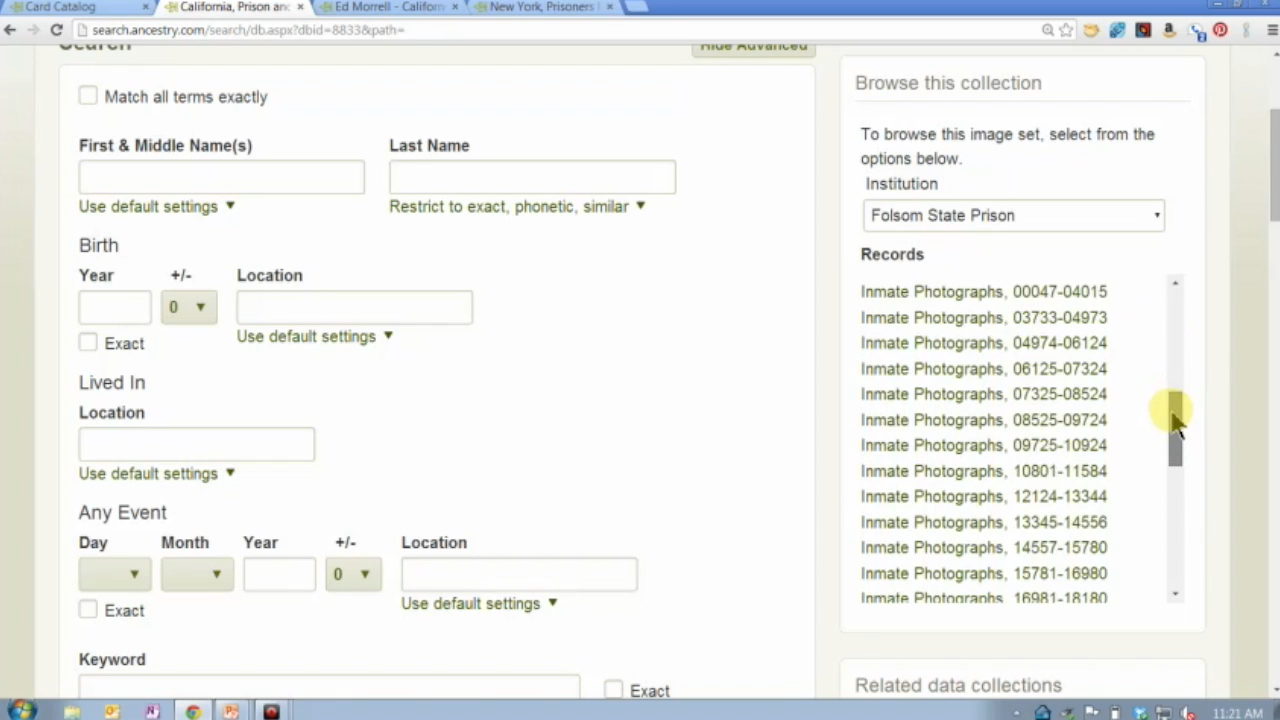 Card Catalog
California, Prison and
Ed Morrell - Californ
New York, Prisoners
search.ancestry.com/search/db.aspx?dbid=8833&path=
Search
Hide Advanced
Match all terms exactly
First & Middle Name(s)
Last Name
Use default settings
Restrict to exact, phonetic, similar
Birth
Year
+/-
Location
0
Exact
Use default settings
Lived In
Location
Use default settings
Any Event
Day
Month
Year
+/-
Location
0
Exact
Use default settings
Keyword
Exact
Browse this collection
To browse this image set, select from the
options below.
Institution
Folsom State Prison
Records
Inmate Photographs, 00047-04015
Inmate Photographs, 03733-04973
Inmate Photographs, 04974-06124
Inmate Photographs, 06125-07324
Inmate Photographs, 07325-08524
Inmate Photographs, 08525-09724
Inmate Photographs, 09725-10924
Inmate Photographs, 10801-11584
Inmate Photographs, 12124-13344
Inmate Photographs, 13345-14556
Inmate Photographs, 14557-15780
Inmate Photographs, 15781-16980
Inmate Photographs, 16981-18180
Related data collections
11:21 AM